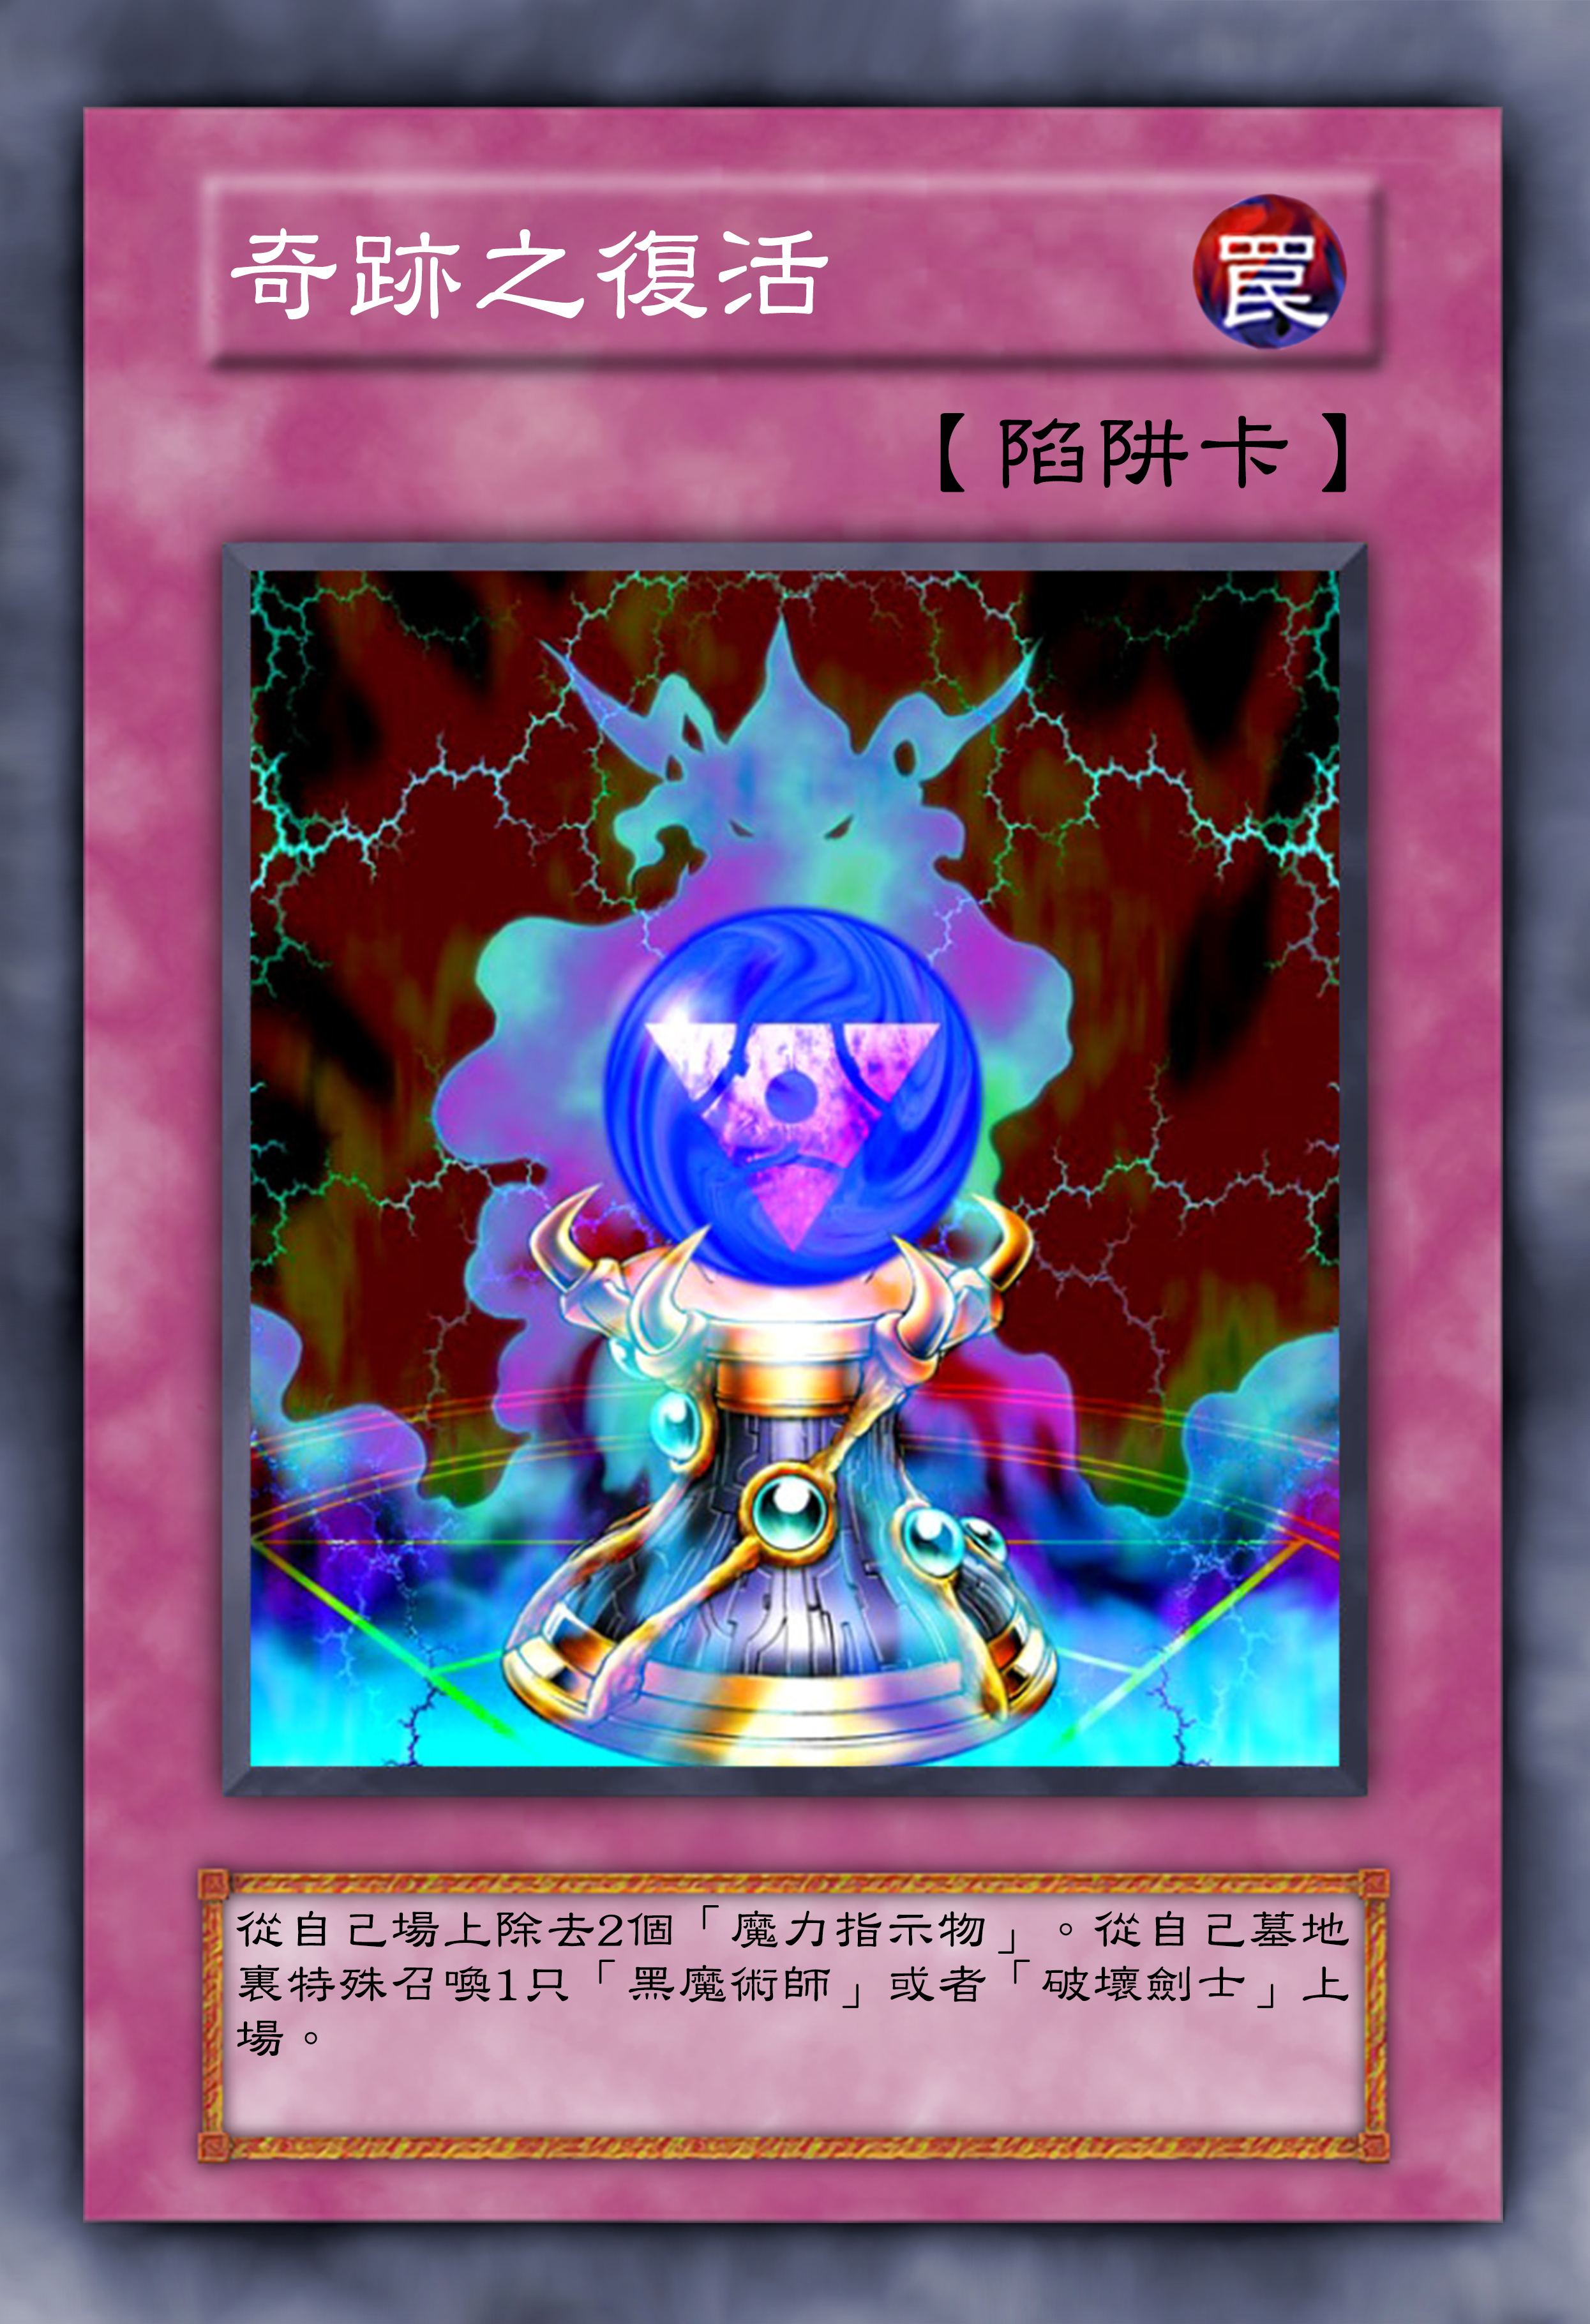 奇跡之復活
罠
【陷阱卡】
從自己場上除去2個「魔力指示物」。從自己墓地
裏特殊召喚1只「黑魔術師」或者「破壞劍士」上
場。